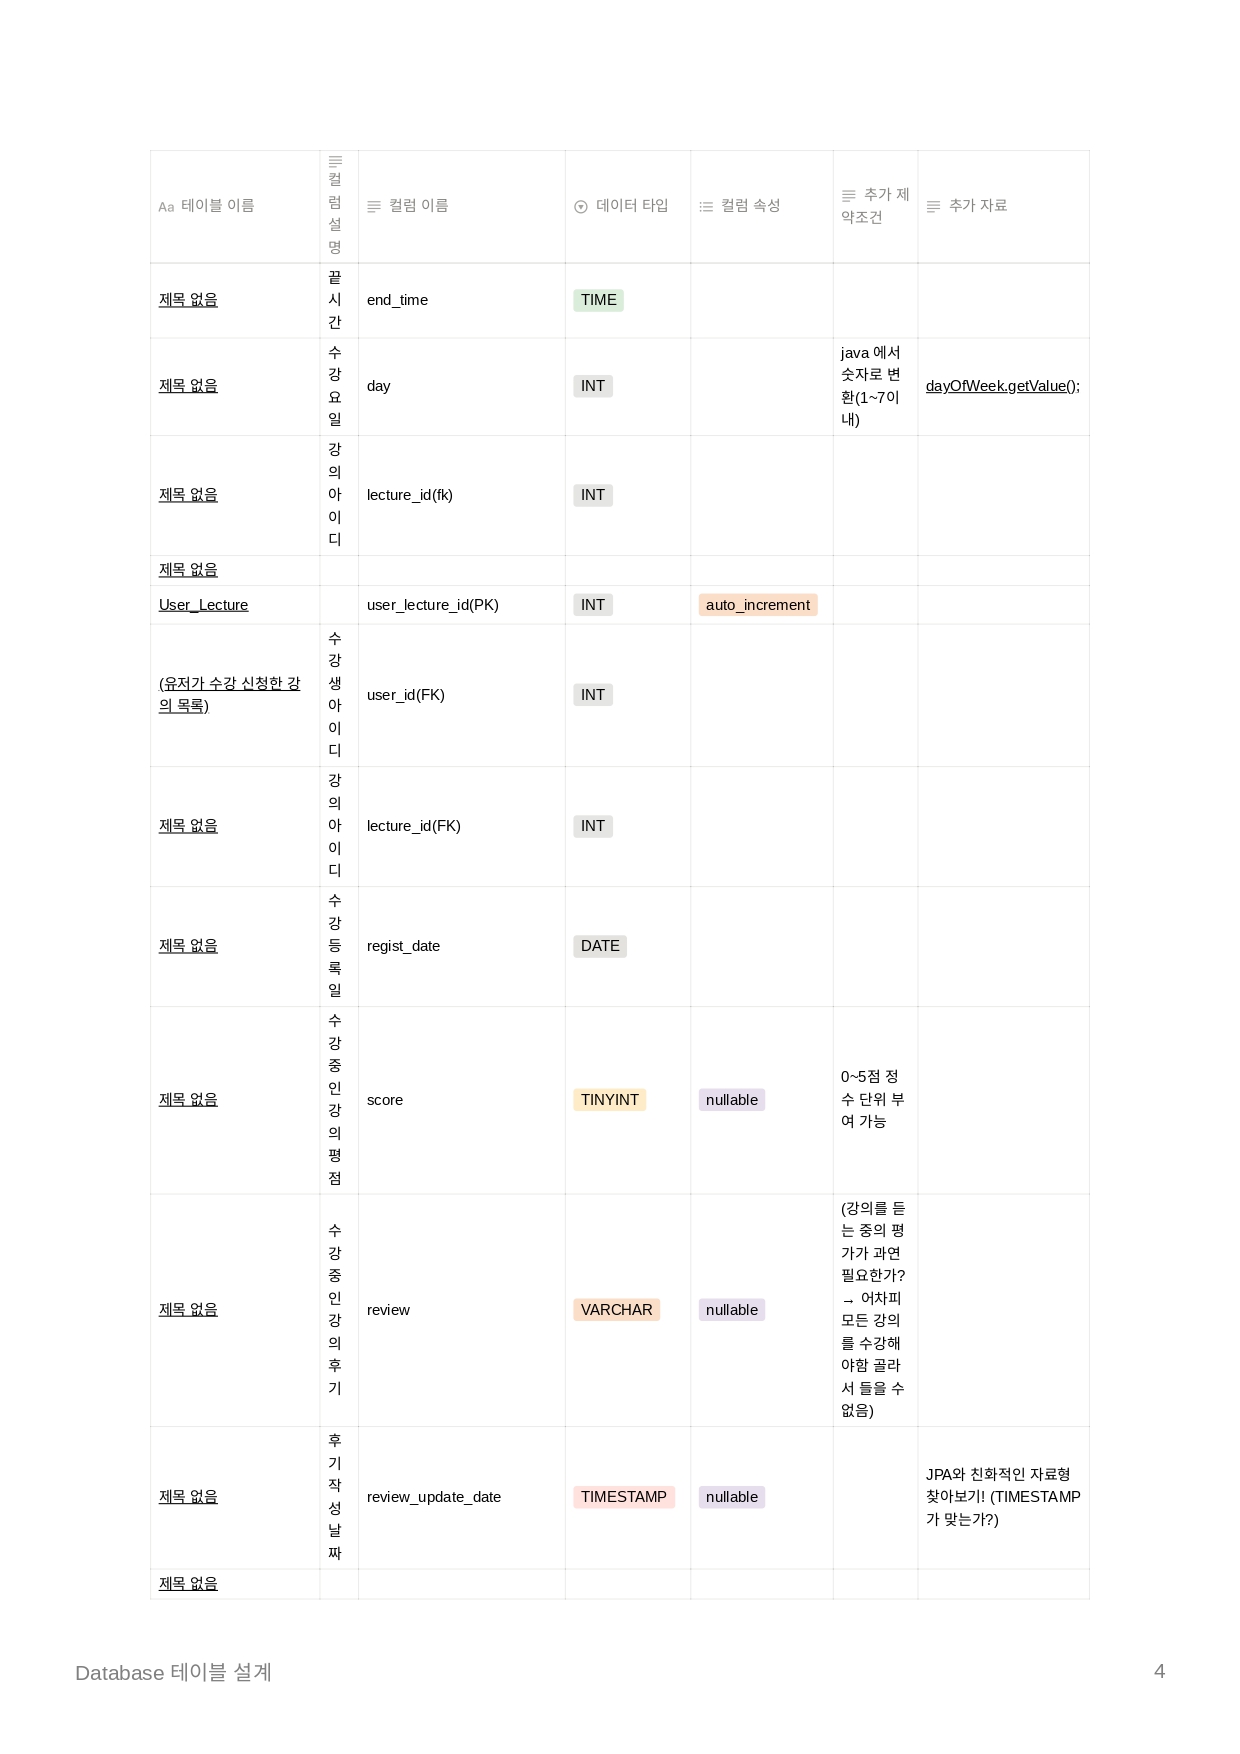 Aa 테이블 이름
컬
럼
설
명
컬럼 이름
데이터 타입
컬럼 속성
추가 제
약조건
추가 자료
제목 없음
끝
시
간
end_time
TIME
제목 없음
수
강
요
일
day
INT
java 에서
숫자로 변
환(1~7이
내)
dayOfWeek.getValue();
제목 없음
강
의
아
이
디
lecture_id(fk)
INT
제목 없음
User_Lecture
user_lecture_id(PK)
INT
auto_increment
(유저가 수강 신청한 강
의 목록)
수
강
생
아
이
디
user_id(FK)
INT
제목 없음
강
의
아
이
디
lecture_id(FK)
INT
제목 없음
수
강
등
록
일
regist_date
DATE
제목 없음
수
강
중
인
강
의
평
점
score
TINYINT
nullable
0~5점 정
수 단위 부
여 가능
제목 없음
수
강
중
인
강
의
후
기
review
VARCHAR
nullable
(강의를 듣
는 중의 평
가가 과연
필요한가?
→ 어차피
모든 강의
를 수강해
야함 골라
서 들을 수
없음)
제목 없음
후
기
작
성
날
짜
review_update_date
TIMESTAMP
nullable
JPA와 친화적인 자료형
찾아보기! (TIMESTAMP
가 맞는가?)
제목 없음
Database 테이블 설계
4